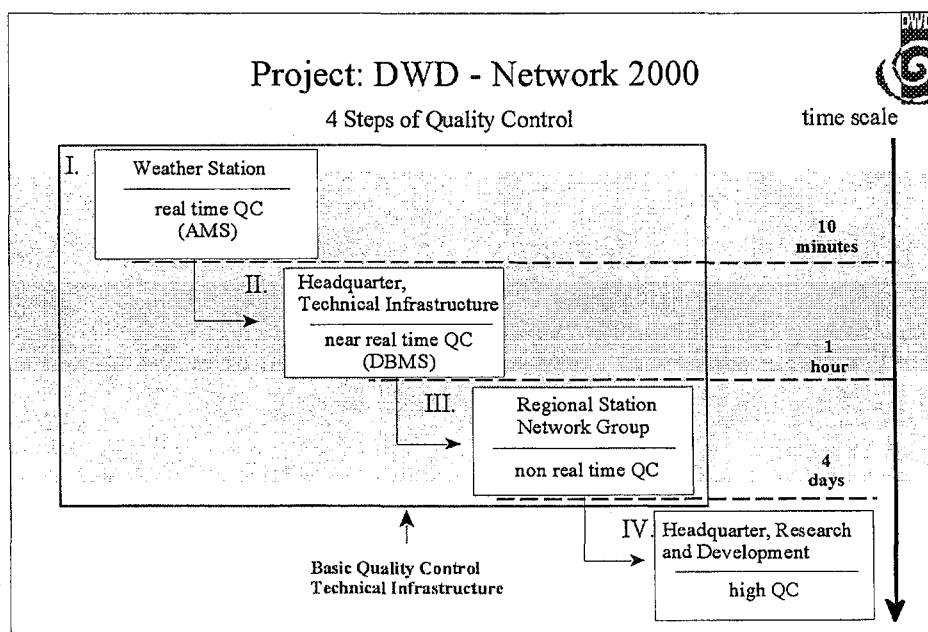 DWD
Project: DWD - Network 2000
4 Steps of Quality Control
time scale
I.
Weather Station
real time QC
(AMS)
10
minutes
II.
Headquarter,
Technical Infrastructure
near real time QC
(DBMS)
1
hour
III.
Regional Station
Network Group
non real time QC
4
days
IV.
Headquarter, Research
and Development
high QC
Basic Quality Control
Technical Infrastructure